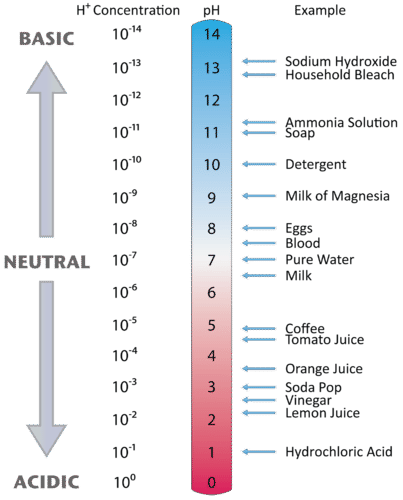 H⁺ Concentration pH Example
BASIC 10⁻¹⁴ 14
10⁻¹³ 13 Sodium Hydroxide
Household Bleach
10⁻¹² 12
Ammonia Solution
10⁻¹¹ 11 Soap
10⁻¹⁰ 10 Detergent
10⁻⁹ 9 Milk of Magnesia
10⁻⁸ 8 Eggs
Blood
NEUTRAL 10⁻⁷ 7 Pure Water
Milk
10⁻⁶ 6
10⁻⁵ 5 Coffee
Tomato Juice
10⁻⁴ 4
Orange Juice
10⁻³ 3 Soda Pop
Vinegar
10⁻² 2 Lemon Juice
10⁻¹ 1 Hydrochloric Acid
ACIDIC 10⁰ 0